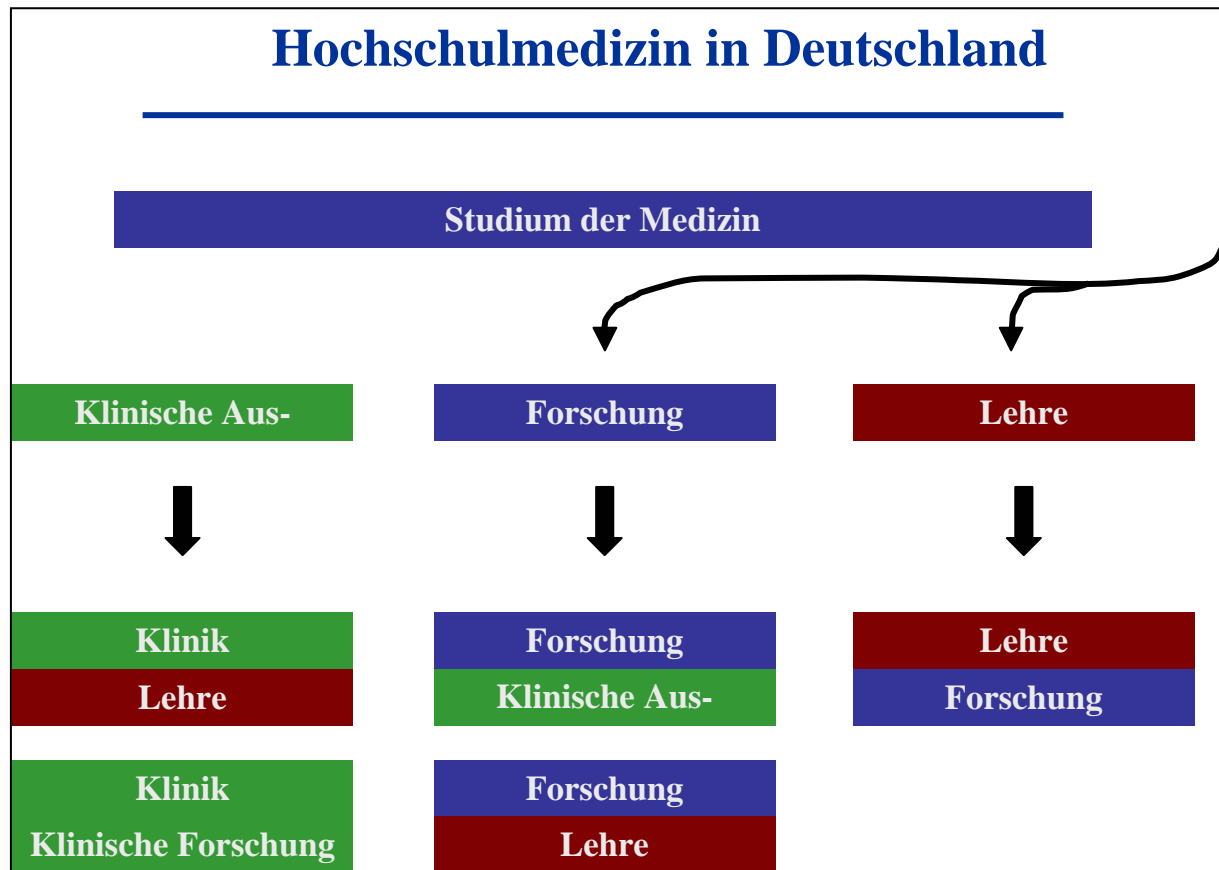 Hochschulmedizin in Deutschland
Studium der Medizin
Klinische Aus-
Forschung
Lehre
Klinik
Lehre
Forschung
Klinische Aus-
Lehre
Forschung
Klinik
Klinische Forschung
Forschung
Lehre